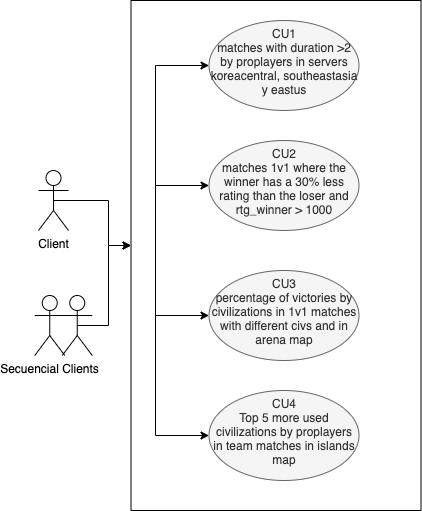 CU1
matches with duration >2
by proplayers in servers
koreacentral, southeastasia
y eastus
CU2
matches 1v1 where the
winner has a 30% less
rating than the loser and
rtg_winner > 1000
Client
CU3
percentage of victories by
civilizations in 1v1 matches
with different civs and in
arena map
Secuencial Clients
CU4
Top 5 more used
civilizations by proplayers
in team matches in islands
map